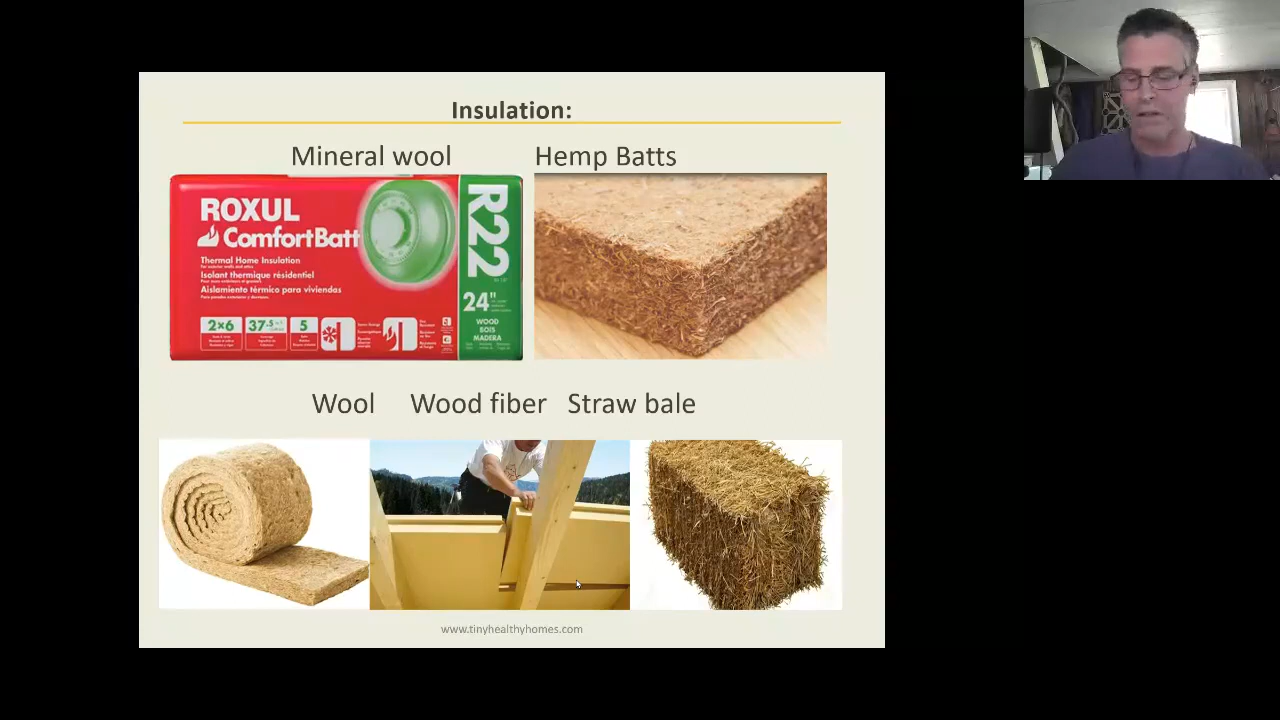 Insulation:
Mineral wool
Hemp Batts
ROXUL
ComfortBatt
Thermal Home Insulation
Isolant thermique résidentiel
Aislamiento térmico para viviendas
R22
24"
WOOD
BOIS
MADERA
2x6
37.5
5
Wool
Wood fiber
Straw bale
www.tinyhealthyhomes.com